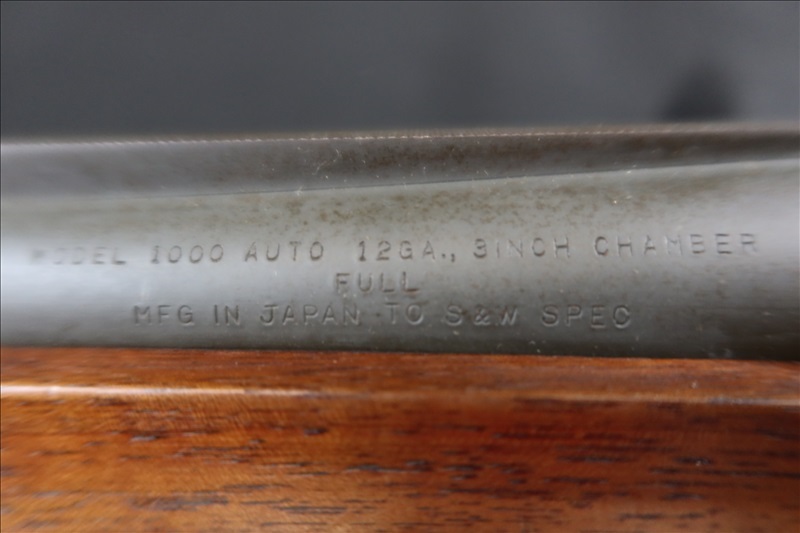 MODEL 1000 AUTO 12GA., 3INCH CHAMBER
FULL
MFG IN JAPAN TO S&W SPEC